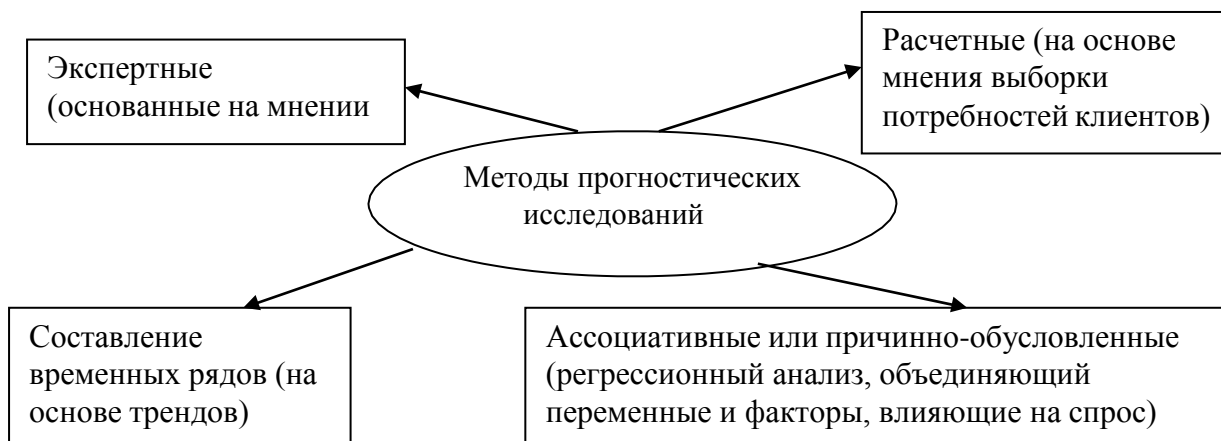 Экспертные
(основанные на мнении
Расчетные (на основе
мнения выборки
потребностей клиентов)
Методы прогностических
исследований
Составление
временных рядов (на
основе трендов)
Ассоциативные или причинно-обусловленные
(регрессионный анализ, объединяющий
переменные и факторы, влияющие на спрос)